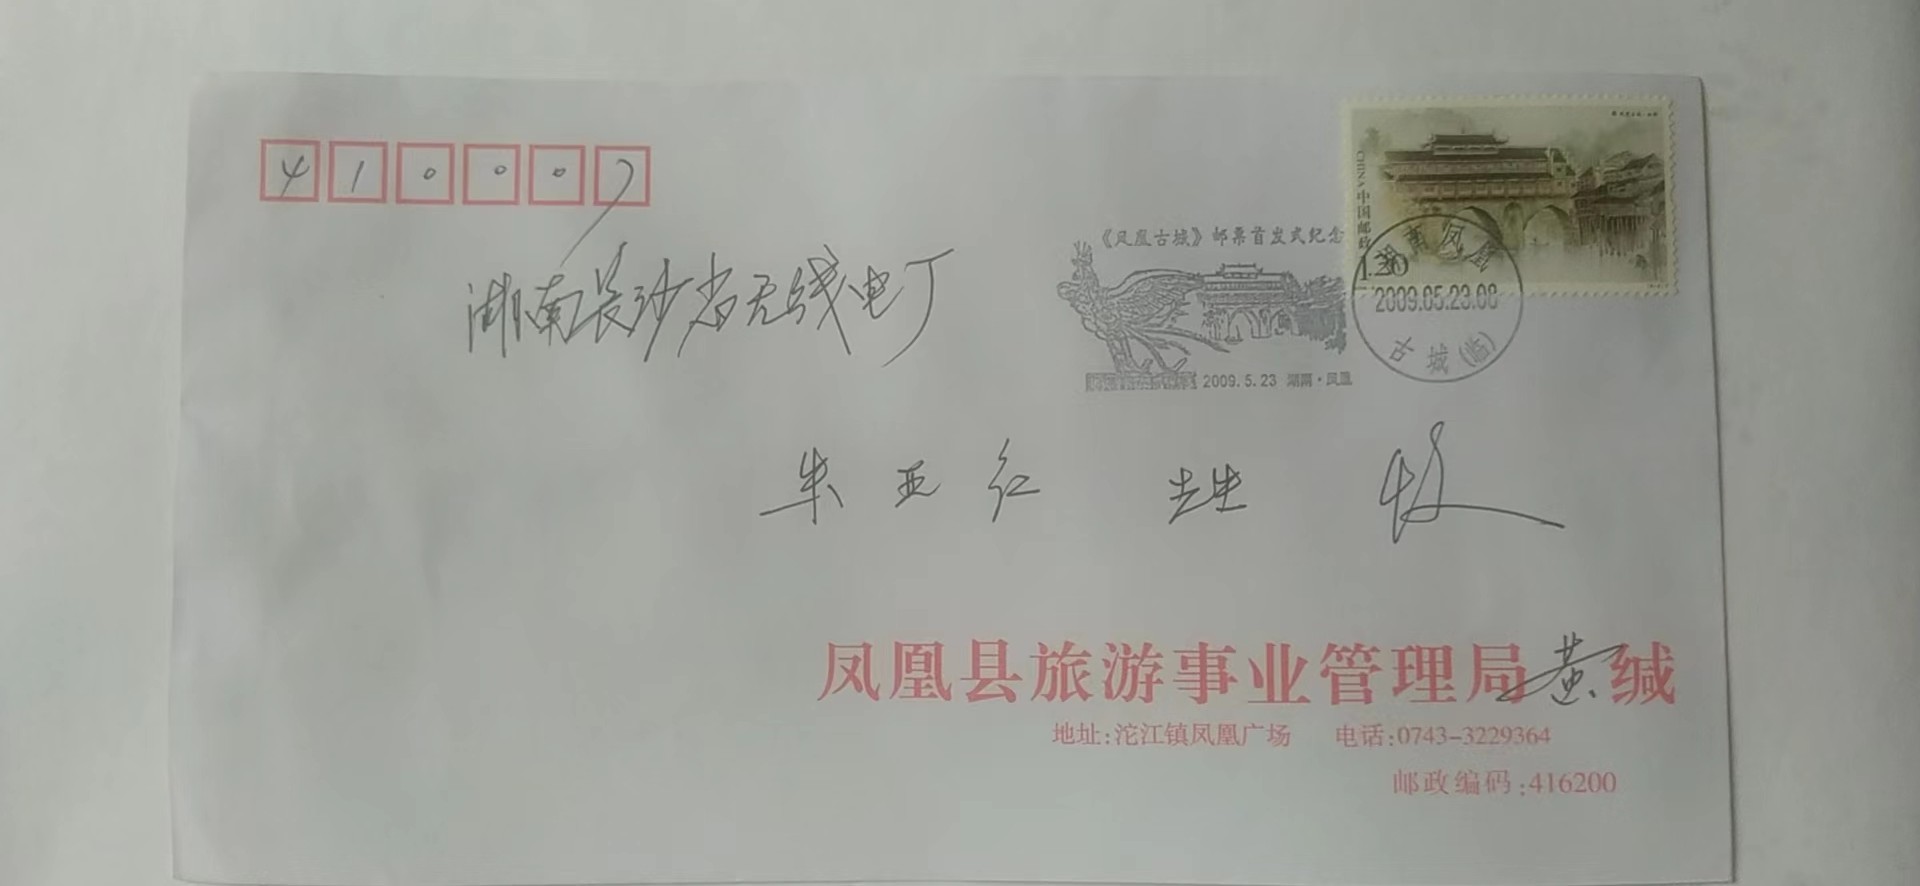 410007
湖南长沙省无线电厂
CHINA 中国邮政
1.20
《凤凰古城》邮票首发式纪念
2009.5.23 湖南·凤凰
湖南凤凰
2009.05.23.08
古城(临)
朱亚红 先生 收
凤凰县旅游事业管理局黄缄
地址:沱江镇凤凰广场 电话:0743-3229364
邮政编码:416200